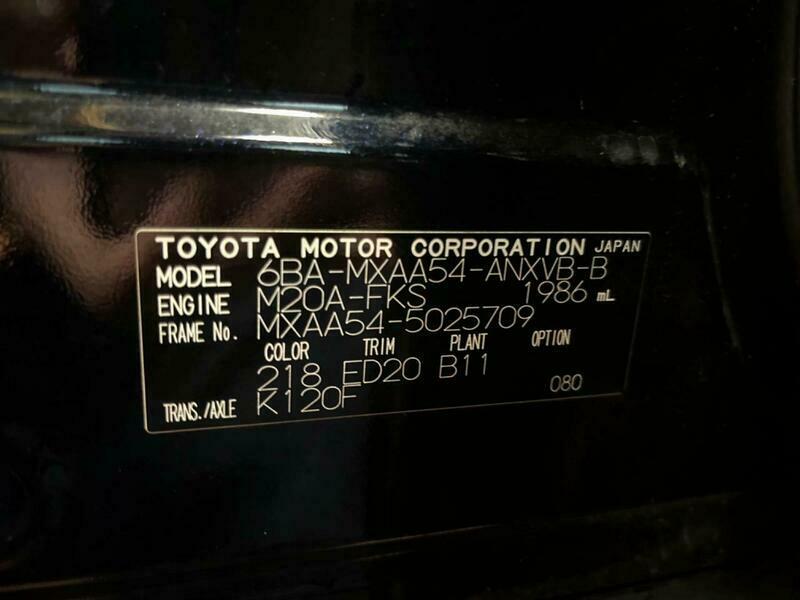 TOYOTA MOTOR CORPORATION JAPAN
MODEL 6BA-MXAA54-ANXVB-B
ENGINE M20A-FKS 1986 mL
FRAME No. MXAA54-5025709
COLOR TRIM PLANT OPTION
218 ED20 B11
TRANS./AXLE K120F 080